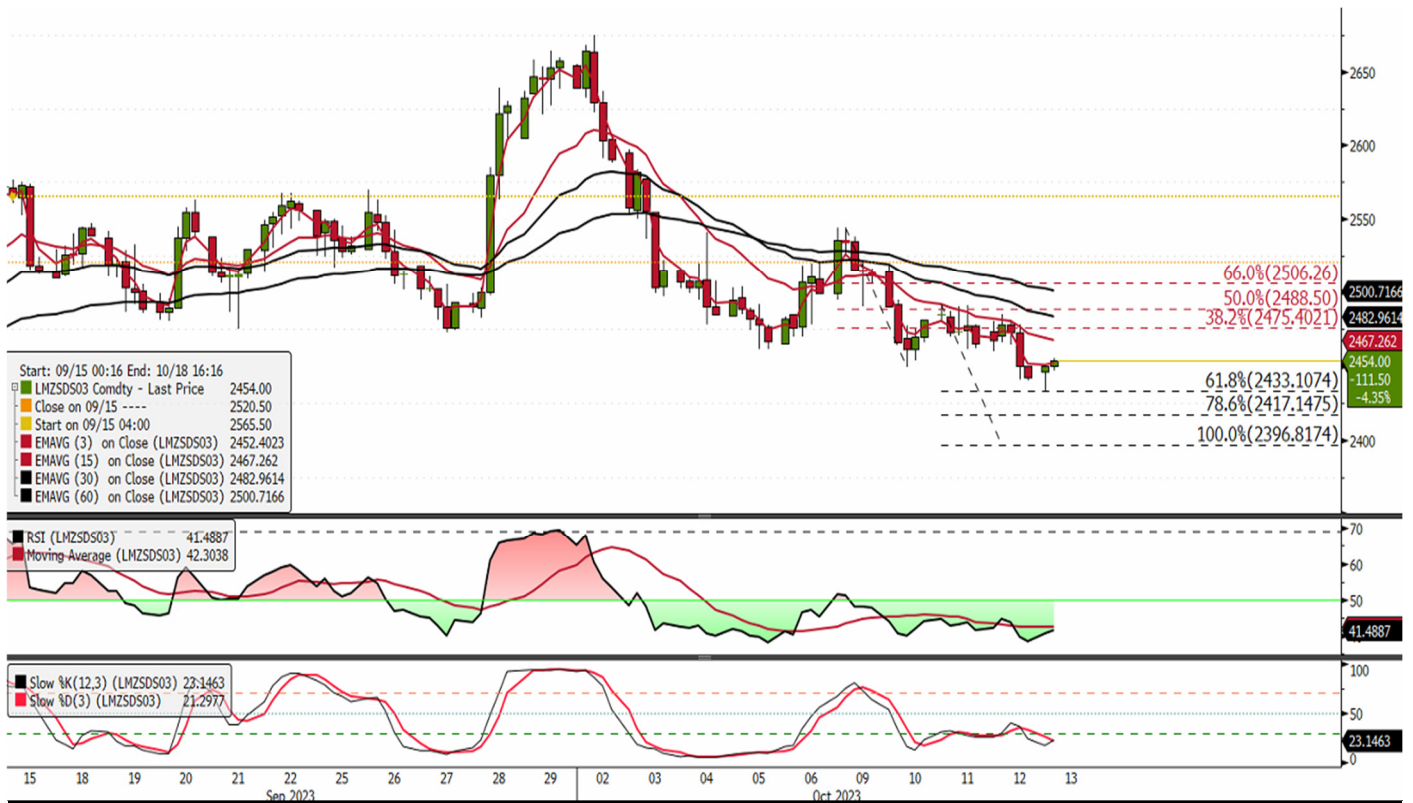 2650
2600
2550
66.0%(2506.26)
50.0%(2488.50)
38.2%(2475.4021)
2500.7166
2482.9614
2467.262
2454.00
-111.50
-4.35%
61.8%(2433.1074)
78.6%(2417.1475)
100.0%(2396.8174)
2400
Start: 09/15 00:16 End: 10/18 16:16
LMZSDS03 Comdty - Last Price 2454.00
Close on 09/15 ---- 2520.50
Start on 09/15 04:00 2565.50
EMAVG (3) on Close (LMZSDS03) 2452.4023
EMAVG (15) on Close (LMZSDS03) 2467.262
EMAVG (30) on Close (LMZSDS03) 2482.9614
EMAVG (60) on Close (LMZSDS03) 2500.7166
RSI (LMZSDS03) 41.4887
Moving Average (LMZSDS03) 42.3038
70
60
50
41.4887
Slow %K(12,3) (LMZSDS03) 23.1463
Slow %D(3) (LMZSDS03) 21.2977
100
50
23.1463
0
15 18 19 20 21 22 25 26 27 28 29 02 03 04 05 06 09 10 11 12 13
Sep 2023 Oct 2023